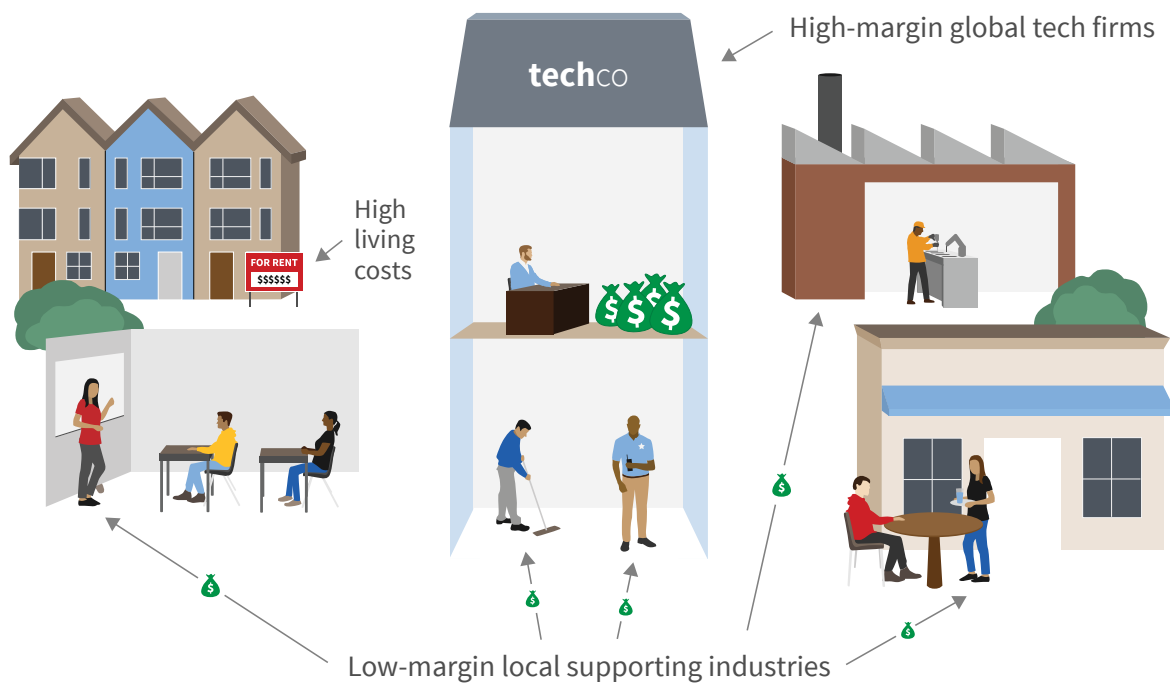 High-margin global tech firms
techco
High
living
costs
FOR RENT
$$$$$$
$ $ $ $
$
$
$
$
$
Low-margin local supporting industries